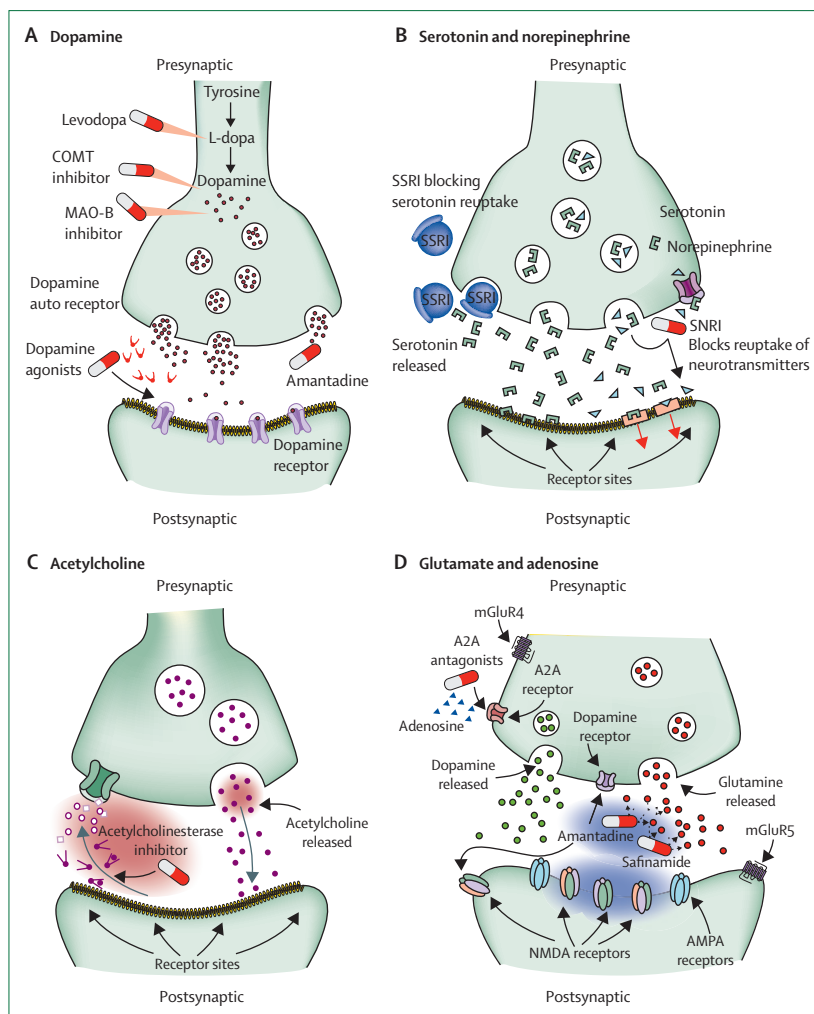 A Dopamine
Presynaptic
Tyrosine
Levodopa
L-dopa
COMT
inhibitor
Dopamine
MAO-B
inhibitor
Dopamine
auto receptor
Dopamine
agonists
Amantadine
Dopamine
receptor
Postsynaptic
B Serotonin and norepinephrine
Presynaptic
SSRI blocking
serotonin reuptake
SSRI
Serotonin
Norepinephrine
SSRI
SSRI
SNRI
Blocks reuptake of
neurotransmitters
Serotonin
released
Receptor sites
Postsynaptic
C Acetylcholine
Presynaptic
Acetylcholinesterase
inhibitor
Acetylcholine
released
Receptor sites
Postsynaptic
D Glutamate and adenosine
Presynaptic
mGluR4
A2A
antagonists
A2A
receptor
Adenosine
Dopamine
receptor
Dopamine
released
Glutamine
released
Amantadine
mGluR5
Safinamide
NMDA receptors
AMPA
receptors
Postsynaptic